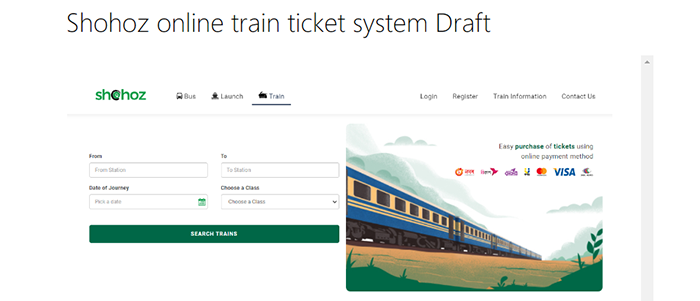 Shohoz online train ticket system Draft
shohoz Bus Launch Train Login Register Train Information Contact Us
Easy purchase of tickets using
online payment method
VISA
From To
From Station To Station
Date of Journey Choose a Class
Pick a date Choose a Class
SEARCH TRAINS